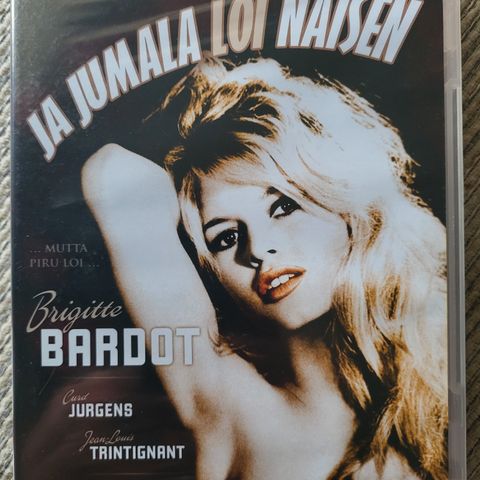 JA JUMALA LOI NAISEN
... MUTTA
PIRU LOI ...
Brigitte
BARDOT
Curd
JURGENS
Jean-Louis
TRINTIGNANT